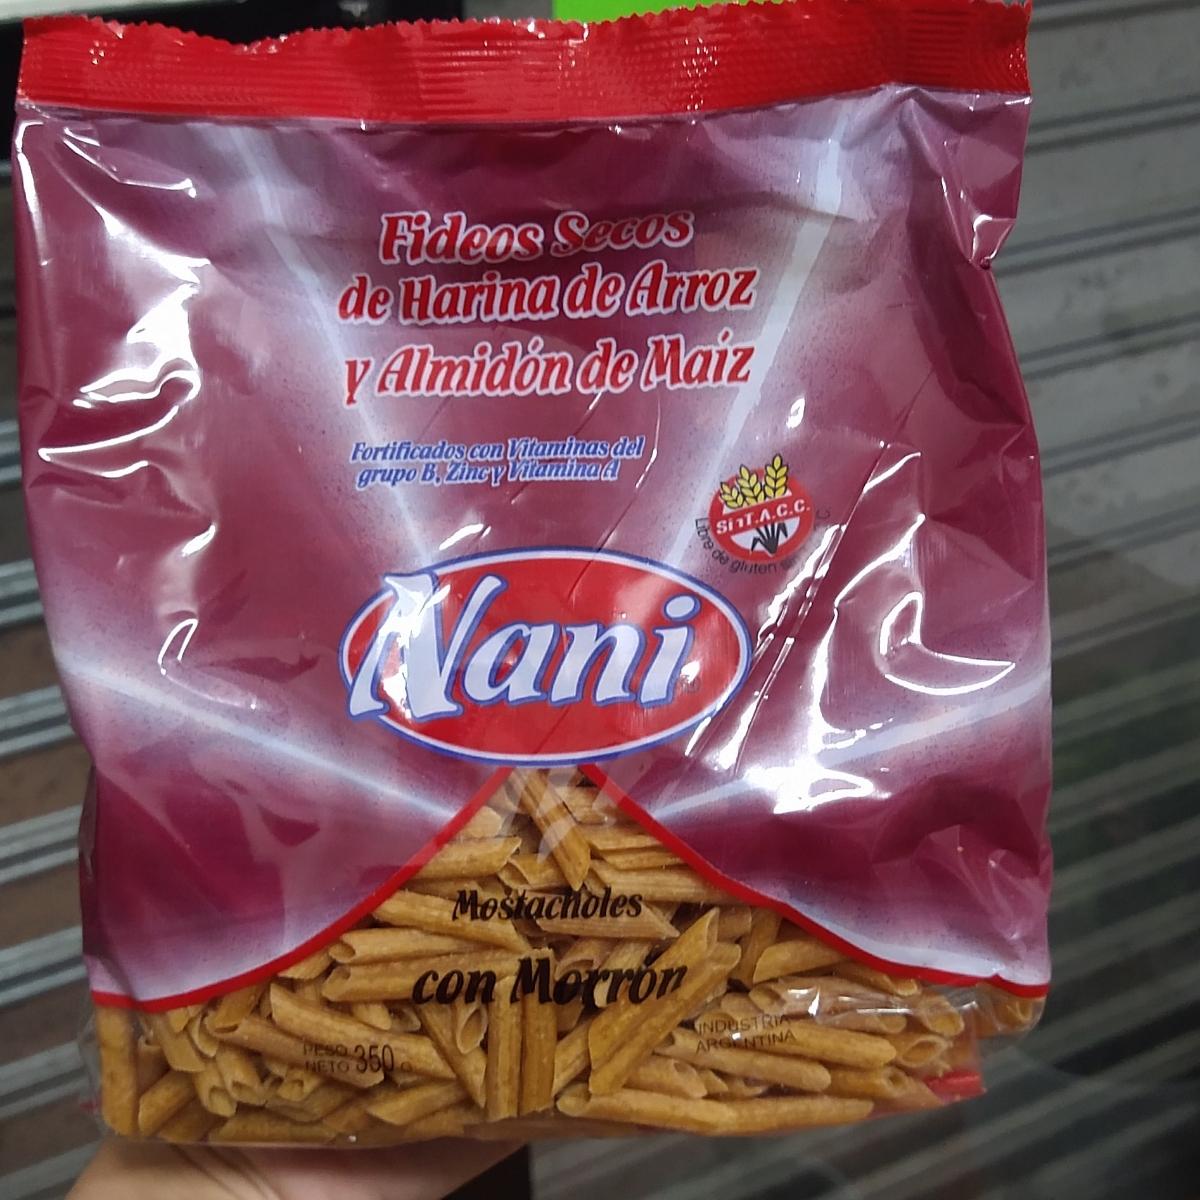 Fideos Secos
de Harina de Arroz
y Almidón de Maíz
Fortificados con Vitaminas del
grupo B, Zinc y Vitamina A
Sin T.A.C.C.
Libre de gluten
Nani
Mostacholes
con Morrón
PESO
NETO 350 G
INDUSTRIA
ARGENTINA